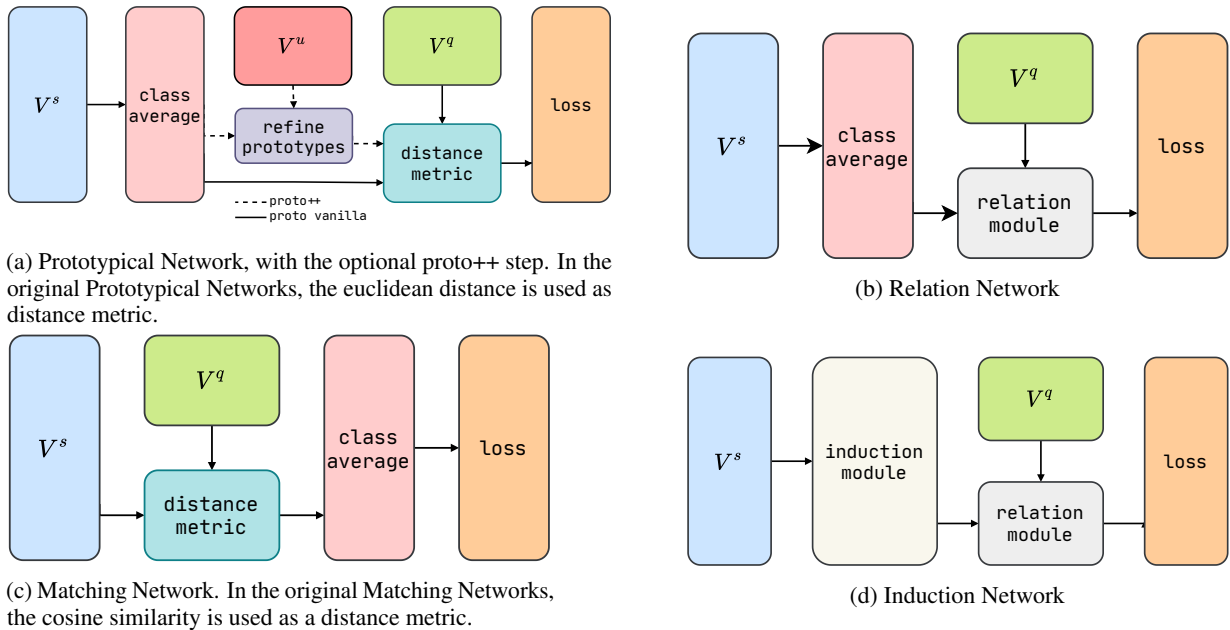 V^s
class
average
V^u
V^q
refine
prototypes
distance
metric
loss
proto++
proto vanilla
(a) Prototypical Network, with the optional proto++ step. In the
original Prototypical Networks, the euclidean distance is used as
distance metric.
V^s
class
average
V^q
relation
module
loss
(b) Relation Network
V^s
V^q
distance
metric
class
average
loss
(c) Matching Network. In the original Matching Networks,
the cosine similarity is used as a distance metric.
V^s
induction
module
V^q
relation
module
loss
(d) Induction Network